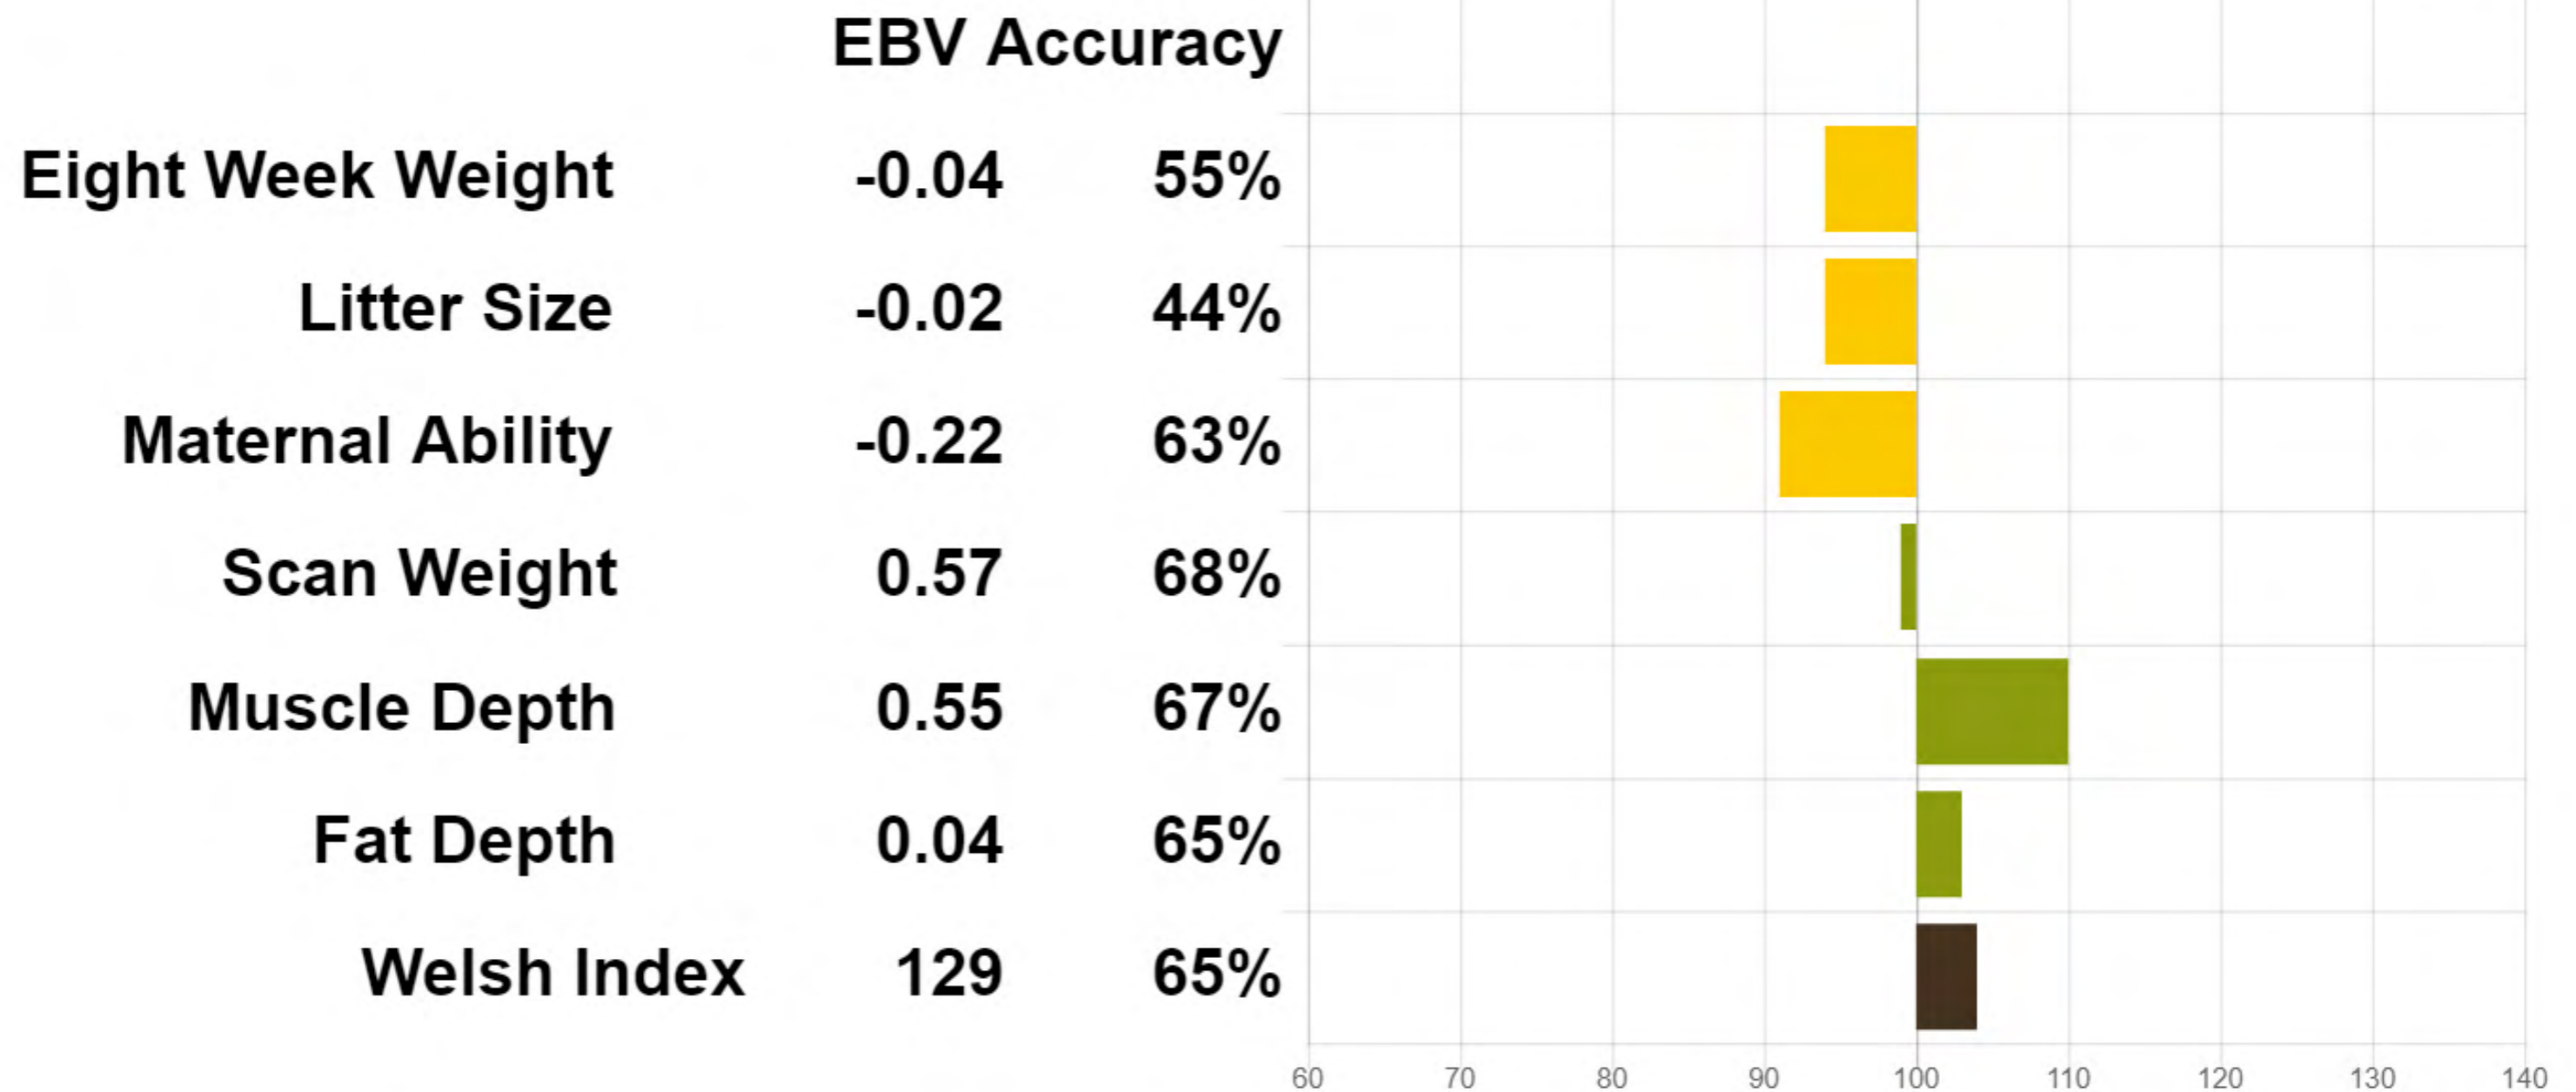 EBV Accuracy
Eight Week Weight -0.04 55%
Litter Size -0.02 44%
Maternal Ability -0.22 63%
Scan Weight 0.57 68%
Muscle Depth 0.55 67%
Fat Depth 0.04 65%
Welsh Index 129 65%
60 70 80 90 100 110 120 130 140